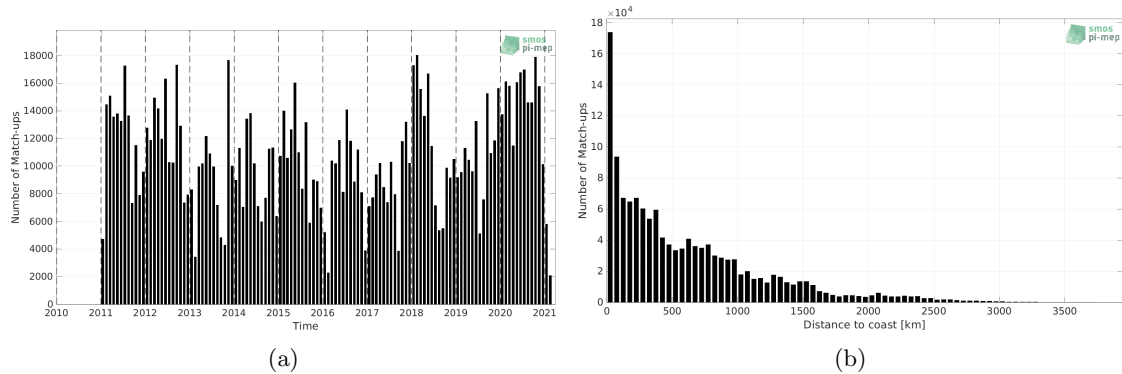 smos
pi-mep
18000
16000
14000
12000
10000
8000
6000
4000
2000
0
Number of Match-ups
2010 2011 2012 2013 2014 2015 2016 2017 2018 2019 2020 2021
Time
(a)
×10⁴
smos
pi-mep
18
16
14
12
10
8
6
4
2
0
Number of Match-ups
0 500 1000 1500 2000 2500 3000 3500
Distance to coast [km]
(b)